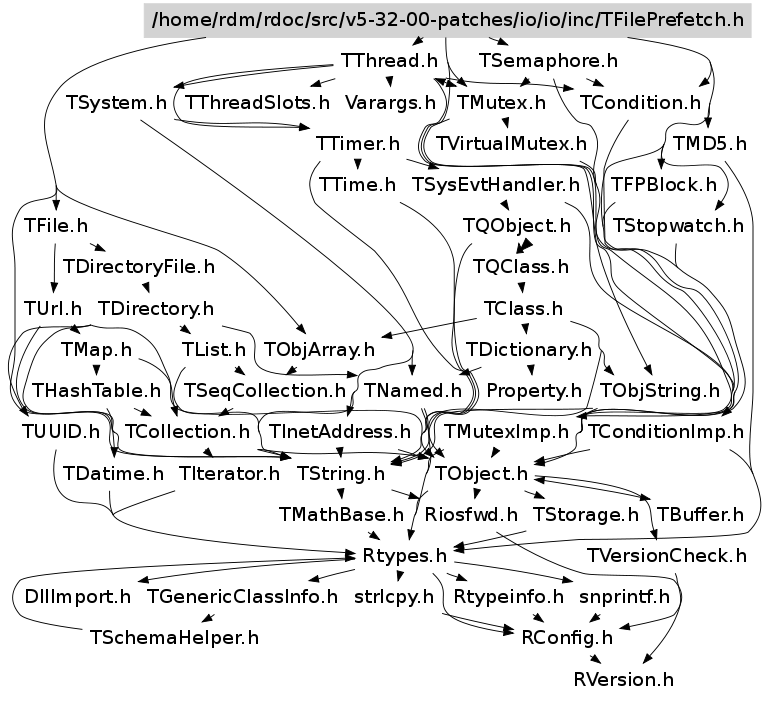 /home/rdm/rdoc/src/v5-32-00-patches/io/io/inc/TFilePrefetch.h
TThread.h
TSemaphore.h
TSystem.h
TThreadSlots.h
Varargs.h
TMutex.h
TCondition.h
TTimer.h
TVirtualMutex.h
TMD5.h
TTime.h
TSysEvtHandler.h
TFPBlock.h
TFile.h
TQObject.h
TStopwatch.h
TDirectoryFile.h
TQClass.h
TUrl.h
TDirectory.h
TClass.h
TMap.h
TList.h
TObjArray.h
TDictionary.h
THashTable.h
TSeqCollection.h
TNamed.h
Property.h
TObjString.h
TUUID.h
TCollection.h
TInetAddress.h
TMutexImp.h
TConditionImp.h
TDatime.h
TIterator.h
TString.h
TObject.h
TMathBase.h
Riosfwd.h
TStorage.h
TBuffer.h
Rtypes.h
TVersionCheck.h
DllImport.h
TGenericClassInfo.h
strlcpy.h
Rtypeinfo.h
snprintf.h
TSchemaHelper.h
RConfig.h
RVersion.h